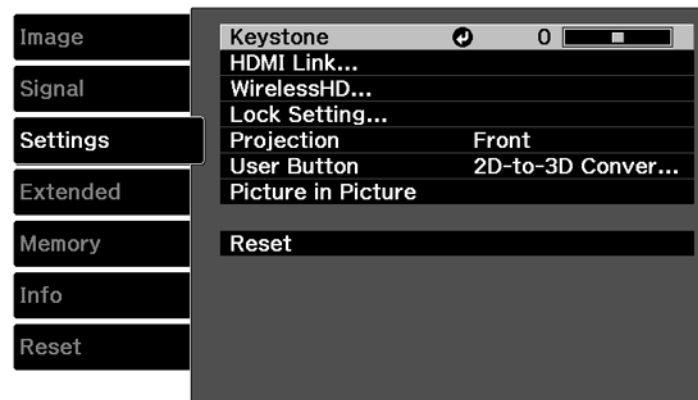 Image
Signal
Settings
Extended
Memory
Info
Reset
Keystone 0
HDMI Link...
WirelessHD...
Lock Setting...
Projection Front
User Button 2D-to-3D Conver...
Picture in Picture
Reset